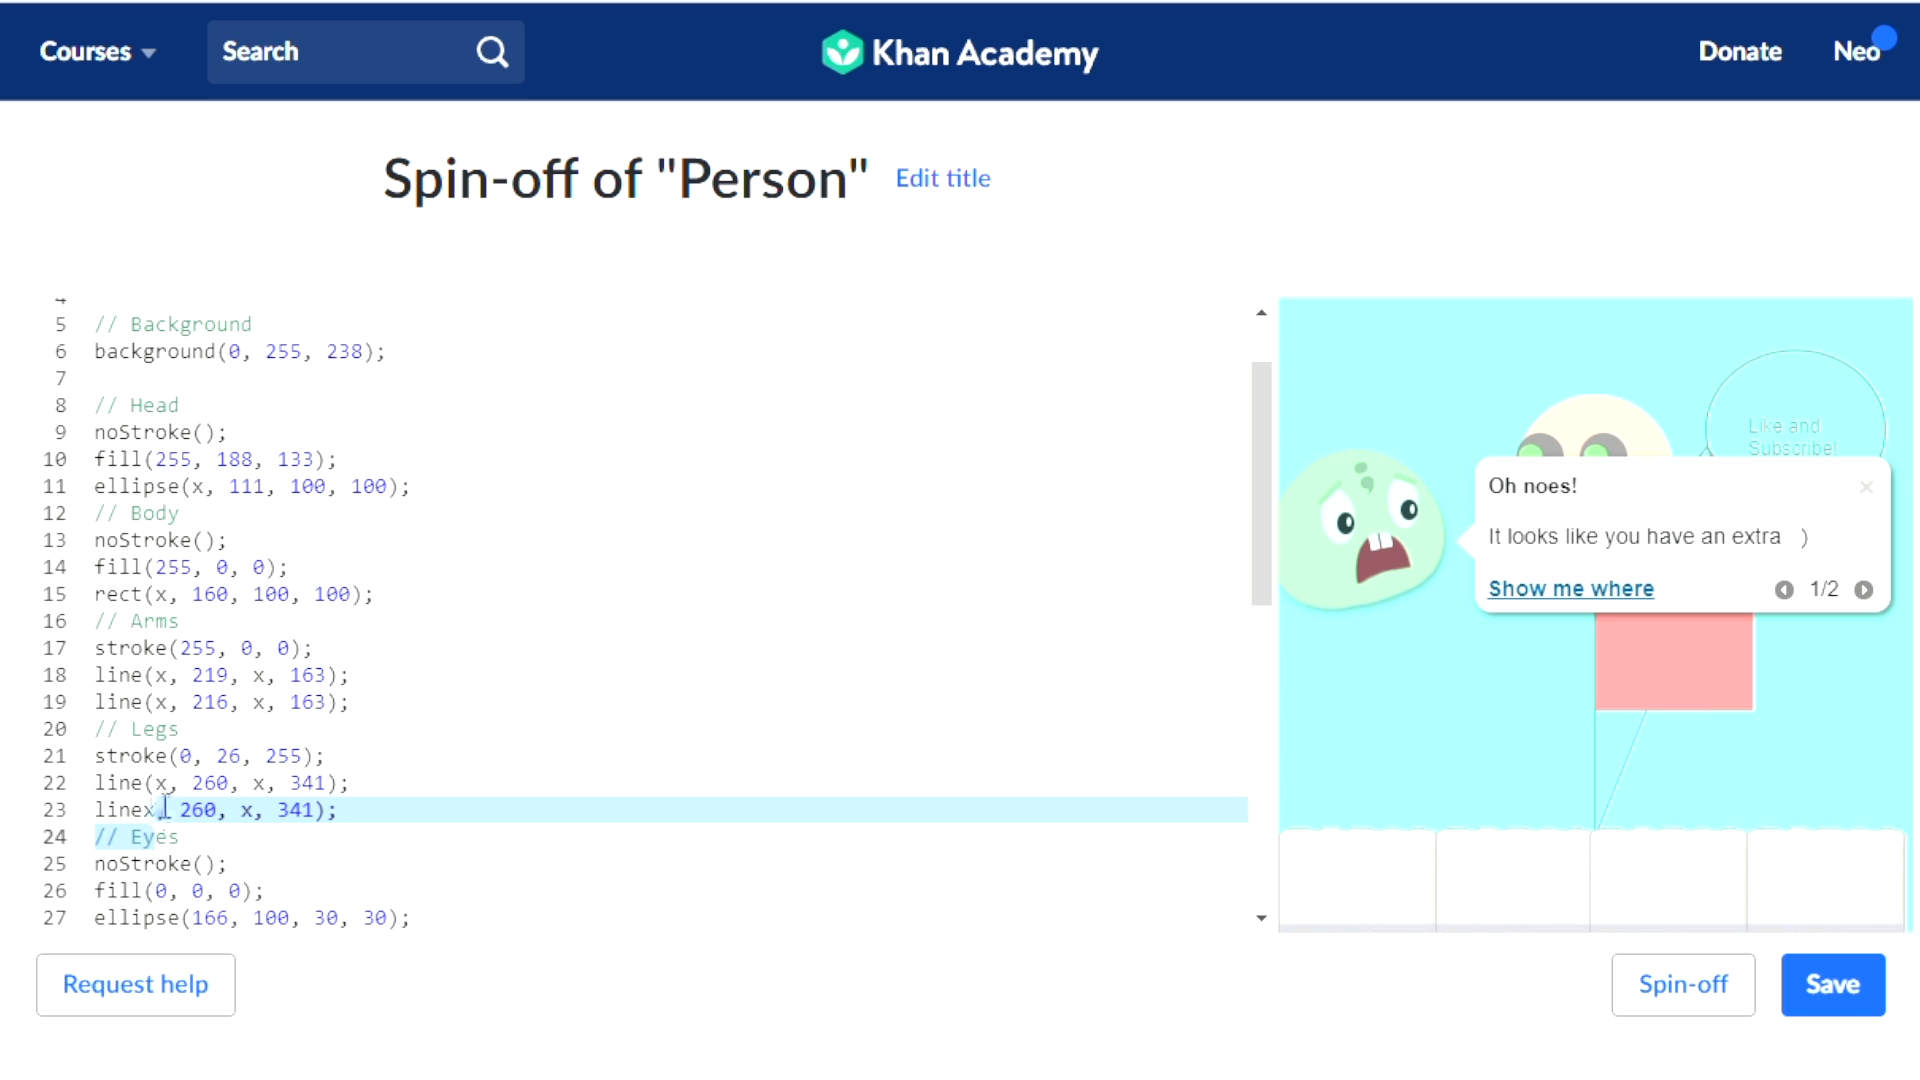 Courses
Search
Khan Academy
Donate
Neo
Spin-off of "Person"
Edit title
5 // Background
6 background(0, 255, 238);
7
8 // Head
9 noStroke();
10 fill(255, 188, 133);
11 ellipse(x, 111, 100, 100);
12 // Body
13 noStroke();
14 fill(255, 0, 0);
15 rect(x, 160, 100, 100);
16 // Arms
17 stroke(255, 0, 0);
18 line(x, 219, x, 163);
19 line(x, 216, x, 163);
20 // Legs
21 stroke(0, 26, 255);
22 line(x, 260, x, 341);
23 linex, 260, x, 341);
24 // Eyes
25 noStroke();
26 fill(0, 0, 0);
27 ellipse(166, 100, 30, 30);
Like and
Subscribe!
Oh noes!
It looks like you have an extra )
Show me where
1/2
Request help
Spin-off
Save